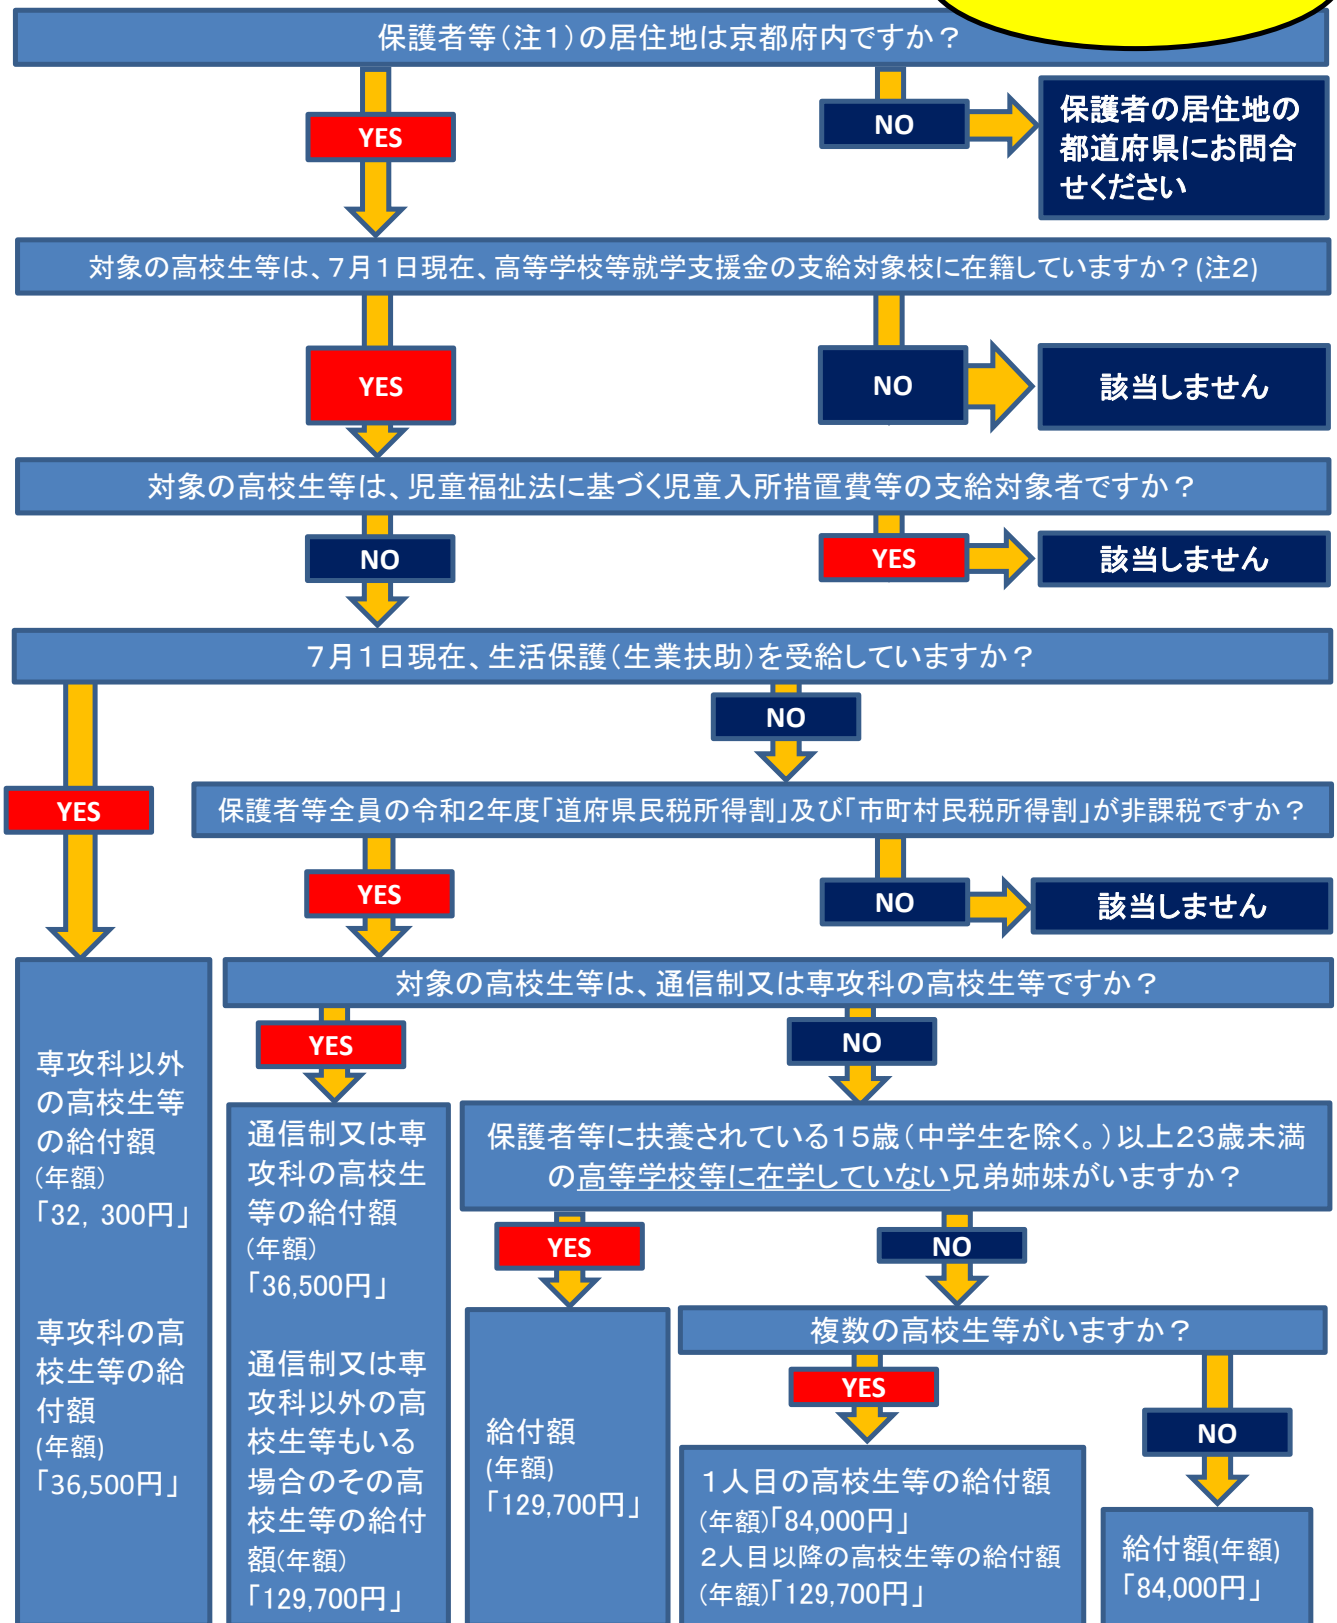 保護者等(注1)の居住地は京都府内ですか?
YES
NO
保護者の居住地の
都道府県にお問合
せください
対象の高校生等は、7月1日現在、高等学校等就学支援金の支給対象校に在籍していますか?(注2)
YES
NO
該当しません
対象の高校生等は、児童福祉法に基づく児童入所措置費等の支給対象者ですか?
NO
YES
該当しません
7月1日現在、生活保護(生業扶助)を受給していますか?
NO
YES
保護者等全員の令和2年度「道府県民税所得割」及び「市町村民税所得割」が非課税ですか?
YES
NO
該当しません
対象の高校生等は、通信制又は専攻科の高校生等ですか?
YES
NO
専攻科以外
の高校生等
の給付額
(年額)
「32,300円」
専攻科の高
校生等の給
付額
(年額)
「36,500円」
通信制又は専
攻科の高校生
等の給付額
(年額)
「36,500円」
通信制又は専
攻科以外の高
校生等もいる
場合のその高
校生等の給付
額(年額)
「129,700円」
保護者等に扶養されている15歳(中学生を除く。)以上23歳未満
の高等学校等に在学していない兄弟姉妹がいますか?
YES
NO
給付額
(年額)
「129,700円」
複数の高校生等がいますか?
YES
NO
1人目の高校生等の給付額
(年額)「84,000円」
2人目以降の高校生等の給付額
(年額)「129,700円」
給付額(年額)
「84,000円」